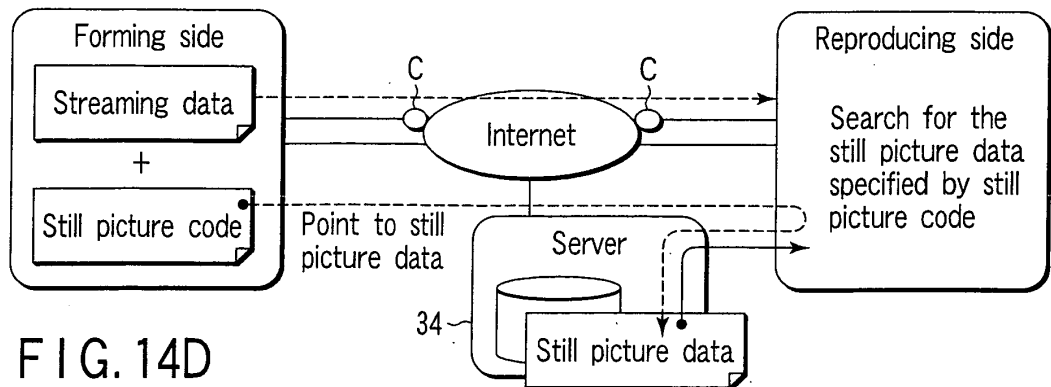 Forming side
Streaming data
+
Still picture code
C
C
Internet
Point to still
picture data
Server
34
Still picture data
Reproducing side
Search for the
still picture data
specified by still
picture code
FIG. 14D